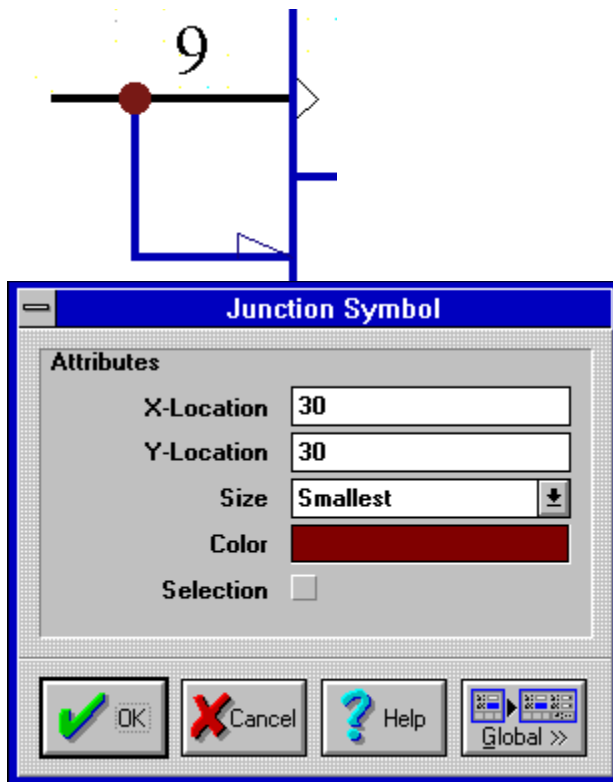 9
Junction Symbol
Attributes
X-Location 30
Y-Location 30
Size Smallest
Color
Selection
OK Cancel Help Global >>